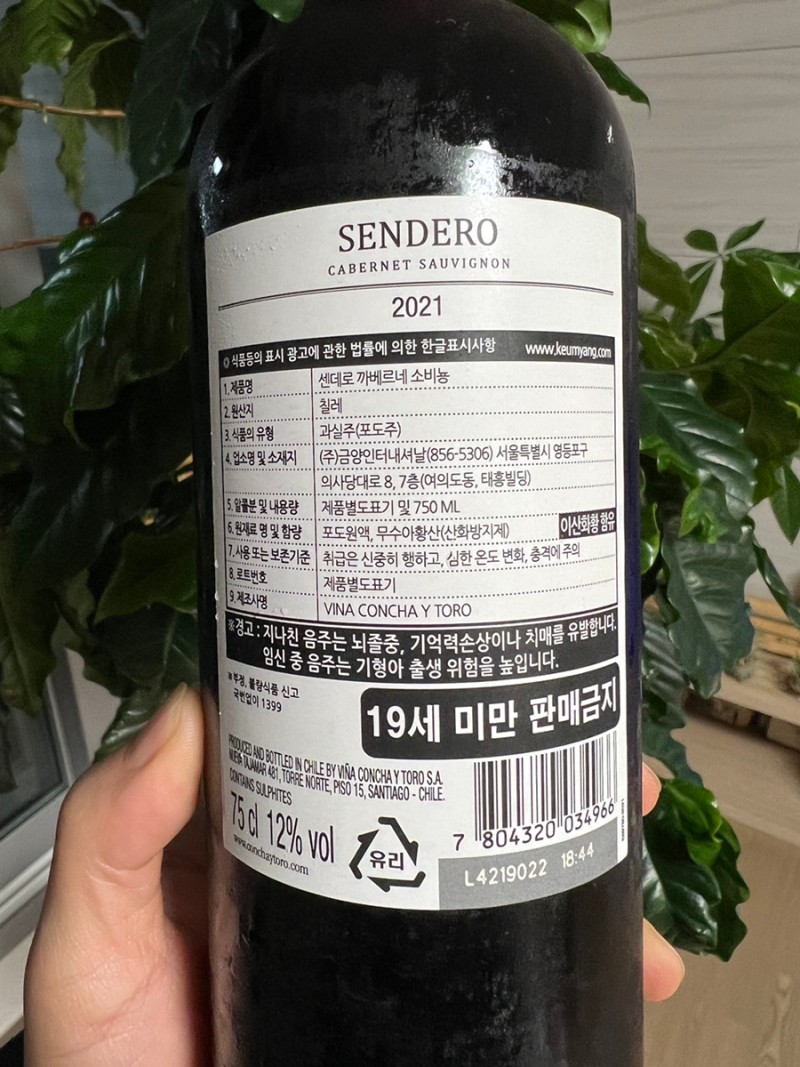 SENDERO
CABERNET SAUVIGNON
2021
식품등의 표시 광고에 관한 법률에 의한 한글표시사항 www.keumyang.com
1. 제품명 센데로 까베르네 소비뇽
2. 원산지 칠레
3. 식품의 유형 과실주(포도주)
4. 업소명 및 소재지 (주)금양인터내셔날(856-5306) 서울특별시 영등포구
의사당대로 8, 7층(여의도동, 태흥빌딩)
5. 알콜분 및 내용량 제품별도표기 및 750 ML
6. 원재료 명 및 함량 포도원액, 무수아황산(산화방지제) 이산화황 함유
7. 사용 또는 보존기준 취급은 신중히 행하고, 심한 온도 변화, 충격에 주의
8. 로트번호 제품별도표기
9. 제조사명 VINA CONCHA Y TORO
※경고 : 지나친 음주는 뇌졸중, 기억력손상이나 치매를 유발합니다.
임신 중 음주는 기형아 출생 위험을 높입니다.
※부정, 불량식품 신고
국번없이 1399
19세 미만 판매금지
PRODUCED AND BOTTLED IN CHILE BY VIÑA CONCHA Y TORO S.A.
NUEVA TAJAMAR 481, TORRE NORTE, PISO 15, SANTIAGO - CHILE.
CONTAINS SULPHITES
75 cl 12% vol
www.conchaytoro.com
유리
7 804320 034966
L4219022 18:44